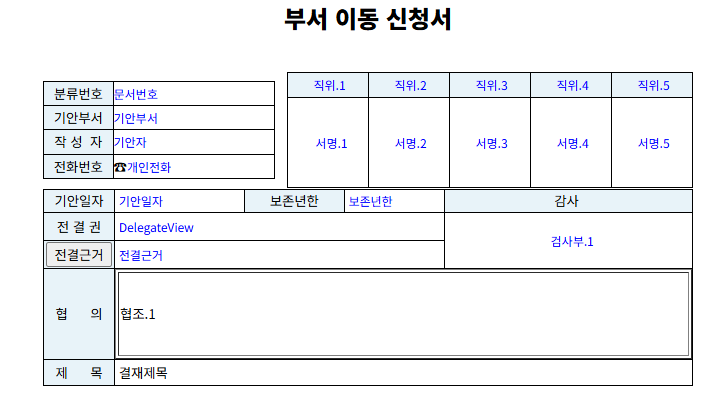 부서 이동 신청서
분류번호 문서번호
기안부서 기안부서
작 성 자 기안자
전화번호 ☎개인전화
직위.1 직위.2 직위.3 직위.4 직위.5
서명.1 서명.2 서명.3 서명.4 서명.5
기안일자 기안일자 보존년한 보존년한 감사
전 결 권 DelegateView
검사부.1
전결근거 전결근거
협 의 협조.1
제 목 결재제목